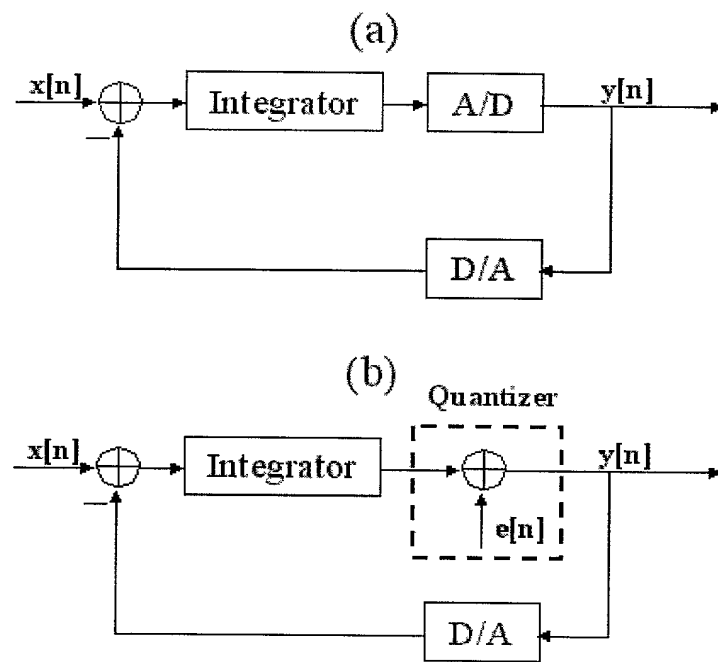 (a)
x[n]
Integrator
A/D
y[n]
D/A
(b)
Quantizer
x[n]
Integrator
y[n]
e[n]
D/A